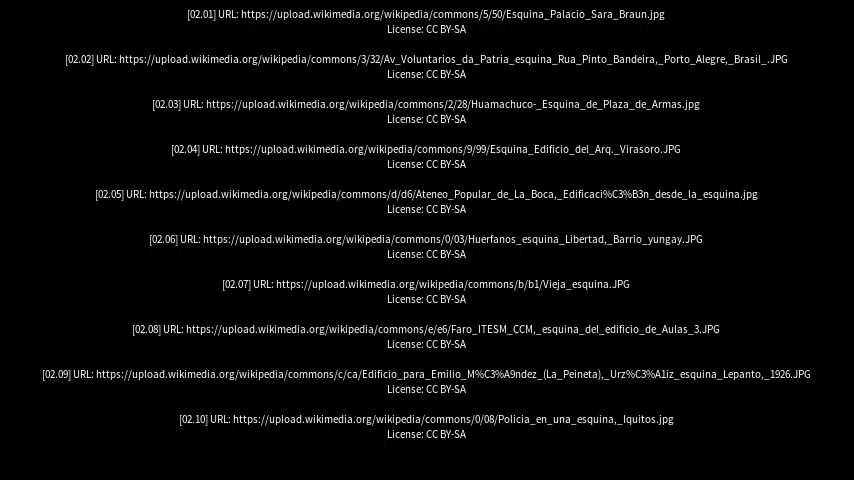 [02.01] URL: https://upload.wikimedia.org/wikipedia/commons/5/50/Esquina_Palacio_Sara_Braun.jpg
License: CC BY-SA
[02.02] URL: https://upload.wikimedia.org/wikipedia/commons/3/32/Av_Voluntarios_da_Patria_esquina_Rua_Pinto_Bandeira,_Porto_Alegre,_Brasil_.JPG
License: CC BY-SA
[02.03] URL: https://upload.wikimedia.org/wikipedia/commons/2/28/Huamachuco-_Esquina_de_Plaza_de_Armas.jpg
License: CC BY-SA
[02.04] URL: https://upload.wikimedia.org/wikipedia/commons/9/99/Esquina_Edificio_del_Arq._Virasoro.JPG
License: CC BY-SA
[02.05] URL: https://upload.wikimedia.org/wikipedia/commons/d/d6/Ateneo_Popular_de_La_Boca,_Edificaci%C3%B3n_desde_la_esquina.jpg
License: CC BY-SA
[02.06] URL: https://upload.wikimedia.org/wikipedia/commons/0/03/Huerfanos_esquina_Libertad,_Barrio_yungay.JPG
License: CC BY-SA
[02.07] URL: https://upload.wikimedia.org/wikipedia/commons/b/b1/Vieja_esquina.JPG
License: CC BY-SA
[02.08] URL: https://upload.wikimedia.org/wikipedia/commons/e/e6/Faro_ITESM_CCM,_esquina_del_edificio_de_Aulas_3.JPG
License: CC BY-SA
[02.09] URL: https://upload.wikimedia.org/wikipedia/commons/c/ca/Edificio_para_Emilio_M%C3%A9ndez_(La_Peineta),_Urz%C3%A1iz_esquina_Lepanto,_1926.JPG
License: CC BY-SA
[02.10] URL: https://upload.wikimedia.org/wikipedia/commons/0/08/Policia_en_una_esquina,_Iquitos.jpg
License: CC BY-SA